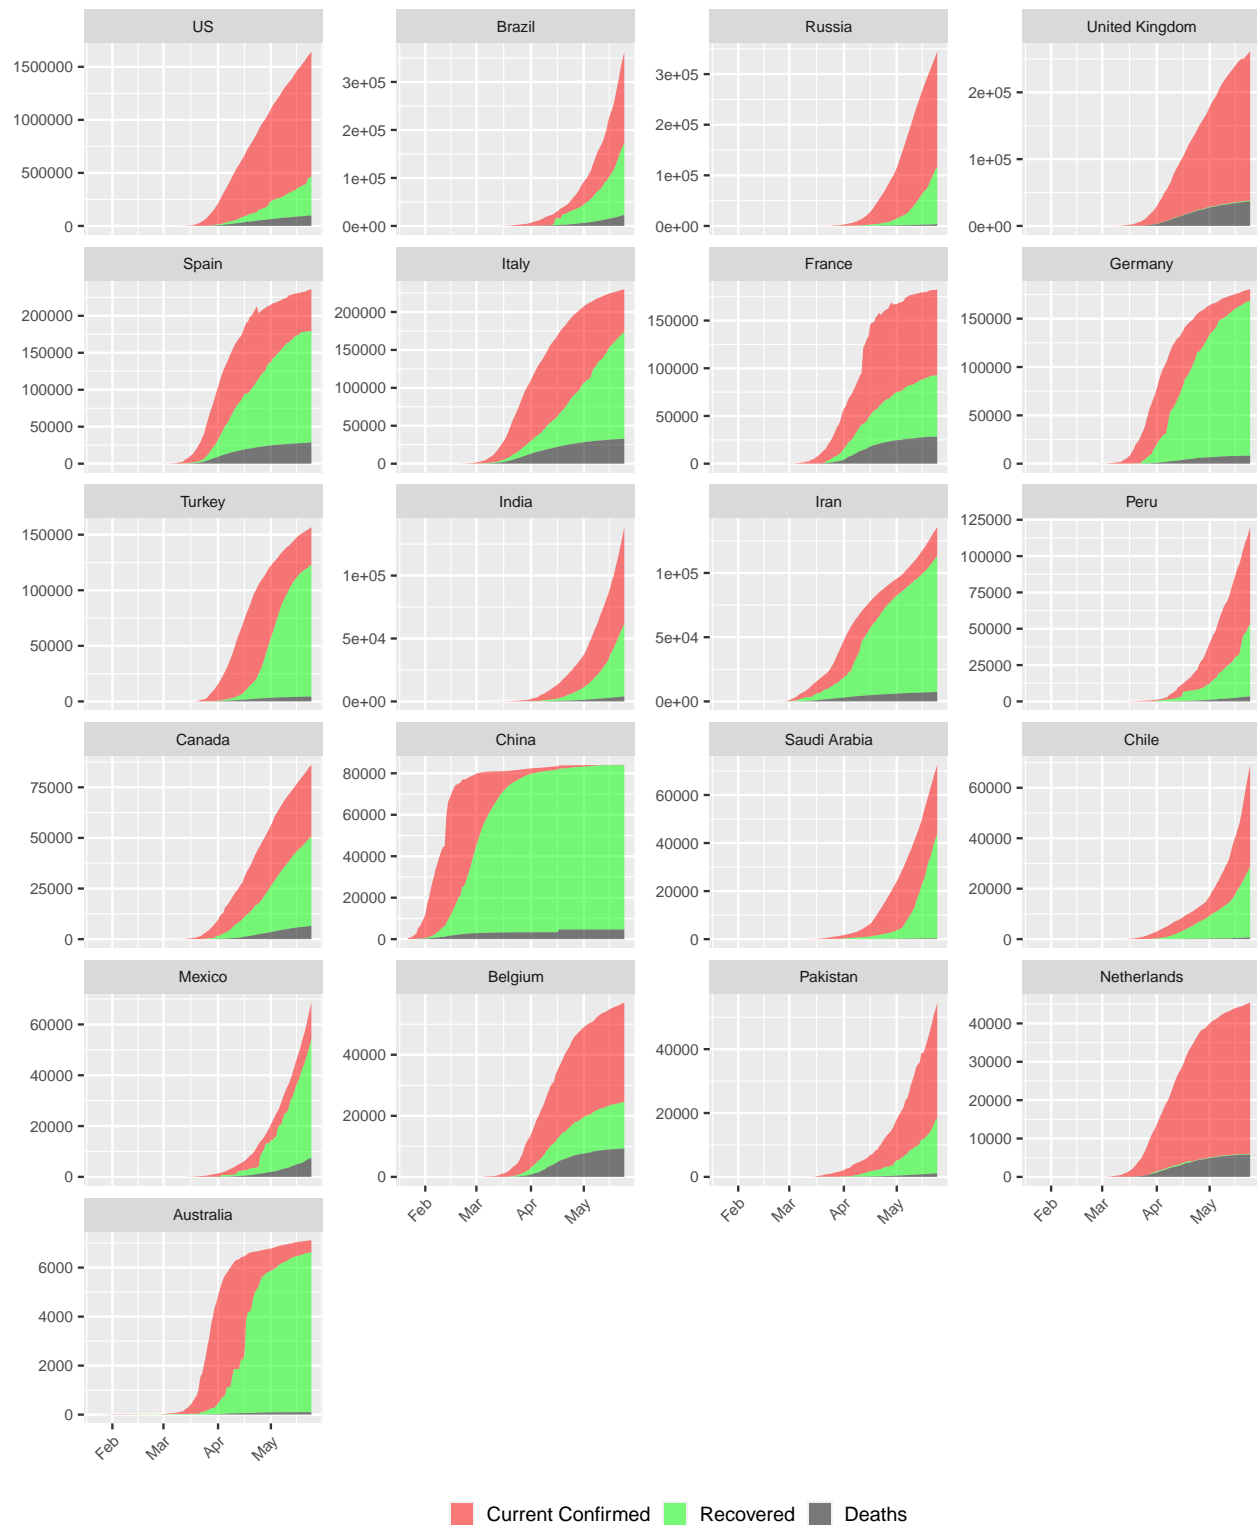 US Brazil Russia United Kingdom
1500000
1000000
500000
0
3e+05
2e+05
1e+05
0e+00
3e+05
2e+05
1e+05
0e+00
2e+05
1e+05
0e+00
Spain Italy France Germany
200000
150000
100000
50000
0
200000
150000
100000
50000
0
150000
100000
50000
0
150000
100000
50000
0
Turkey India Iran Peru
150000
100000
50000
0
1e+05
5e+04
0e+00
1e+05
5e+04
0e+00
125000
100000
75000
50000
25000
0
Canada China Saudi Arabia Chile
75000
50000
25000
0
80000
60000
40000
20000
0
60000
40000
20000
0
60000
40000
20000
0
Mexico Belgium Pakistan Netherlands
60000
40000
20000
0
40000
20000
0
40000
20000
0
40000
30000
20000
10000
0
Feb Mar Apr May
Feb Mar Apr May
Feb Mar Apr May
Australia
6000
4000
2000
0
Feb Mar Apr May
Current Confirmed Recovered Deaths